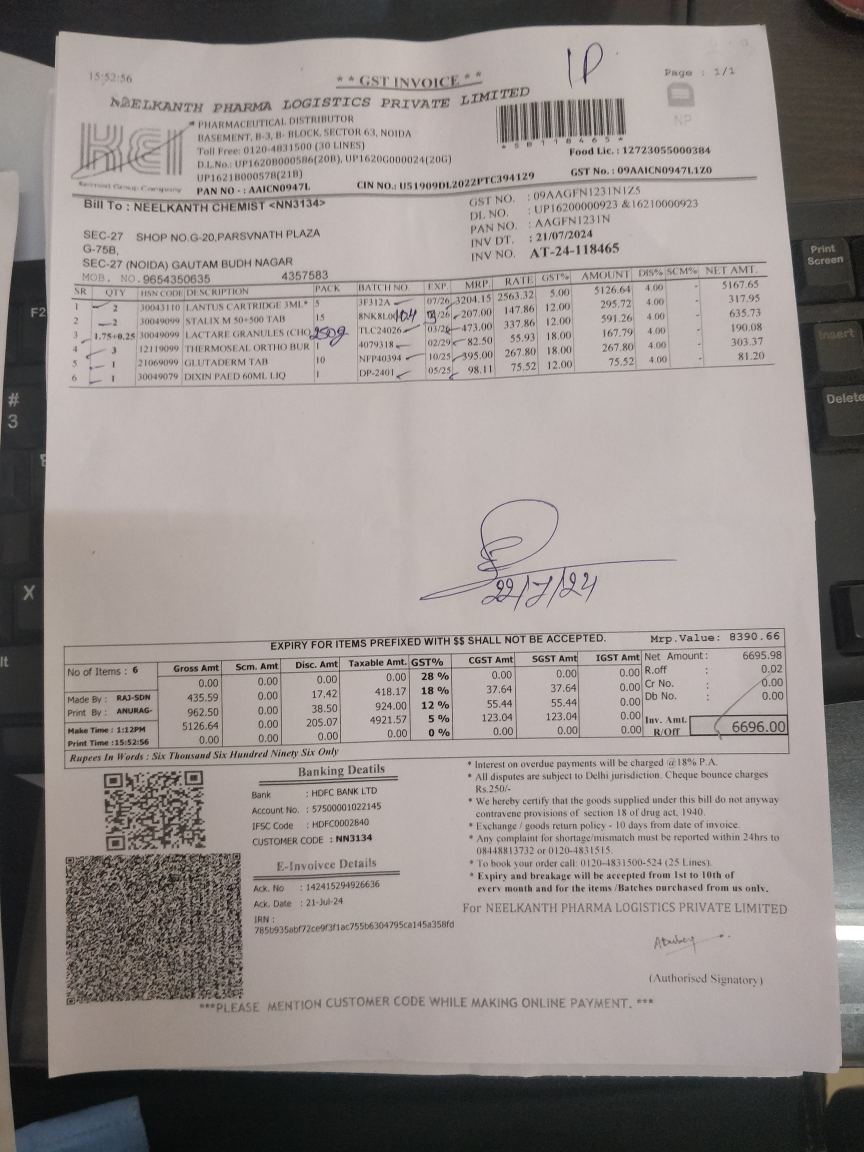 15:52:56
* * GST INVOICE * *
1P
Page : 1/1
NEELKANTH PHARMA LOGISTICS PRIVATE LIMITED
KEI
PHARMACEUTICAL DISTRIBUTOR
BASEMENT, B-3, B- BLOCK, SECTOR 63, NOIDA
Toll Free: 0120-4831500 (30 LINES)
D.L.No.: UP1620B000586(20B), UP1620G000024(20G)
UP1621B000578(21B)
PAN NO - : AAICN0947L
CIN NO.: U51909DL2022PTC394129
*58118465*
NP
Food Lic. : 12723055000384
GST No. : 09AAICN0947L1Z0
Bill To : NEELKANTH CHEMIST <NN3134>
SEC-27 SHOP NO.G-20,PARSVNATH PLAZA
G-75B,
SEC-27 (NOIDA) GAUTAM BUDH NAGAR
MOB. NO.9654350635 4357583
GST NO. : 09AAGFN1231N1Z5
DL NO. : UP16200000923 &16210000923
PAN NO. : AAGFN1231N
INV DT. : 21/07/2024
INV NO. AT-24-118465
SR QTY HSN CODE DESCRIPTION PACK BATCH NO. EXP. MRP. RATE GST% AMOUNT DIS% SCM% NET AMT.
1 2 30043110 LANTUS CARTRIDGE 3ML* 5 3F312A 07/26 3204.15 2563.32 5.00 5126.64 4.00 - 5167.65
2 2 30049099 STALIX M 50+500 TAB 15 104 /26 207.00 147.86 12.00 295.72 4.00 - 317.95
3 1.75+0.25 30049099 LACTARE GRANULES (CHO 250g TLC24026 03/26 473.00 337.86 12.00 591.26 4.00 - 635.73
4 3 12119099 THERMOSEAL ORTHO BUR 1 4079318 02/29 82.50 55.93 18.00 167.79 4.00 - 190.08
5 1 21069099 GLUTADERM TAB 10 NFP40394 10/25 395.00 267.80 18.00 267.80 4.00 - 303.37
6 1 30049079 DIXIN PAED 60ML LIQ 1 DP-2401 05/25 98.11 75.52 12.00 75.52 4.00 - 81.20
22/7/24
EXPIRY FOR ITEMS PREFIXED WITH $$ SHALL NOT BE ACCEPTED.
Mrp.Value: 8390.66
No of Items : 6
Made By : RAJ-SDN
Print By : ANURAG-
Make Time : 1:12PM
Print Time :15:52:56
Gross Amt Scm. Amt Disc. Amt Taxable Amt. GST% CGST Amt SGST Amt IGST Amt
0.00 0.00 0.00 0.00 28 % 0.00 0.00 0.00
435.59 0.00 17.42 418.17 18 % 37.64 37.64 0.00
962.50 0.00 38.50 924.00 12 % 55.44 55.44 0.00
5126.64 0.00 205.07 4921.57 5 % 123.04 123.04 0.00
0.00 0.00 0.00 0.00 0 % 0.00 0.00 0.00
Net Amount : 6695.98
R.off : 0.02
Cr No. : 0.00
Db No. : 0.00
Inv. Amt. R/Off 6696.00
Rupees In Words : Six Thousand Six Hundred Ninety Six Only
Banking Deatils
Bank : HDFC BANK LTD
Account No. : 57500001022145
IFSC Code : HDFC0002840
CUSTOMER CODE : NN3134
E-Invoivce Details
Ack. No : 142415294926636
Ack. Date : 21-Jul-24
IRN :
785b935abf72ce9f3f1ac755b6304795ca145a358fd
* Interest on overdue payments will be charged @18% P.A.
* All disputes are subject to Delhi jurisdiction. Cheque bounce charges
Rs.250/-
* We hereby certify that the goods supplied under this bill do not anyway
contravene provisions of section 18 of drug act, 1940.
* Exchange / goods return policy - 10 days from date of invoice.
* Any complaint for shortage/mismatch must be reported within 24hrs to
08448813732 or 0120-4831515.
* To book your order call: 0120-4831500-524 (25 Lines).
* Expiry and breakage will be accepted from 1st to 10th of
every month and for the items /Batches purchased from us only.
For NEELKANTH PHARMA LOGISTICS PRIVATE LIMITED
(Authorised Signatory)
***PLEASE MENTION CUSTOMER CODE WHILE MAKING ONLINE PAYMENT. ***
F2
#
3
X
Print
Screen
Insert
Delete